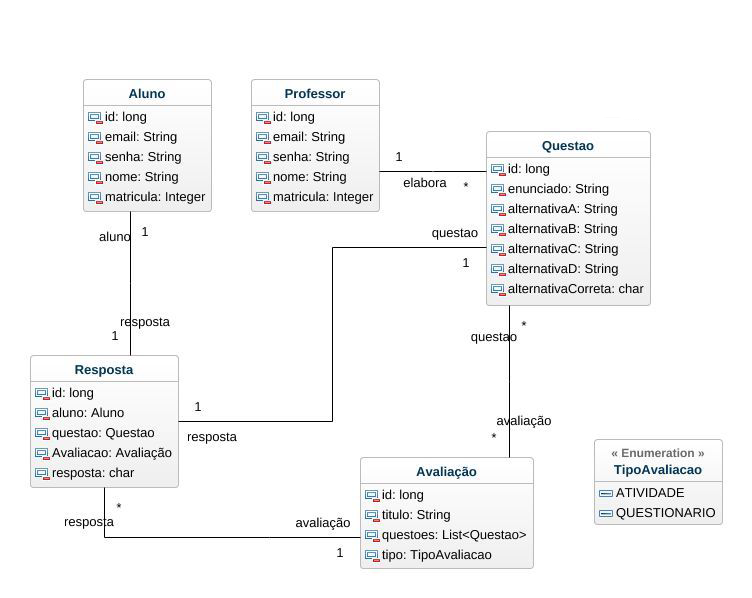 Aluno
id: long
email: String
senha: String
nome: String
matricula: Integer
Professor
id: long
email: String
senha: String
nome: String
matricula: Integer
1
elabora
*
Questao
id: long
enunciado: String
alternativaA: String
alternativaB: String
alternativaC: String
alternativaD: String
alternativaCorreta: char
aluno
1
resposta
1
questao
1
Resposta
id: long
aluno: Aluno
questao: Questao
Avaliacao: Avaliação
resposta: char
1
resposta
*
questao
avaliação
*
*
resposta
avaliação
1
Avaliação
id: long
titulo: String
questoes: List<Questao>
tipo: TipoAvaliacao
« Enumeration »
TipoAvaliacao
ATIVIDADE
QUESTIONARIO